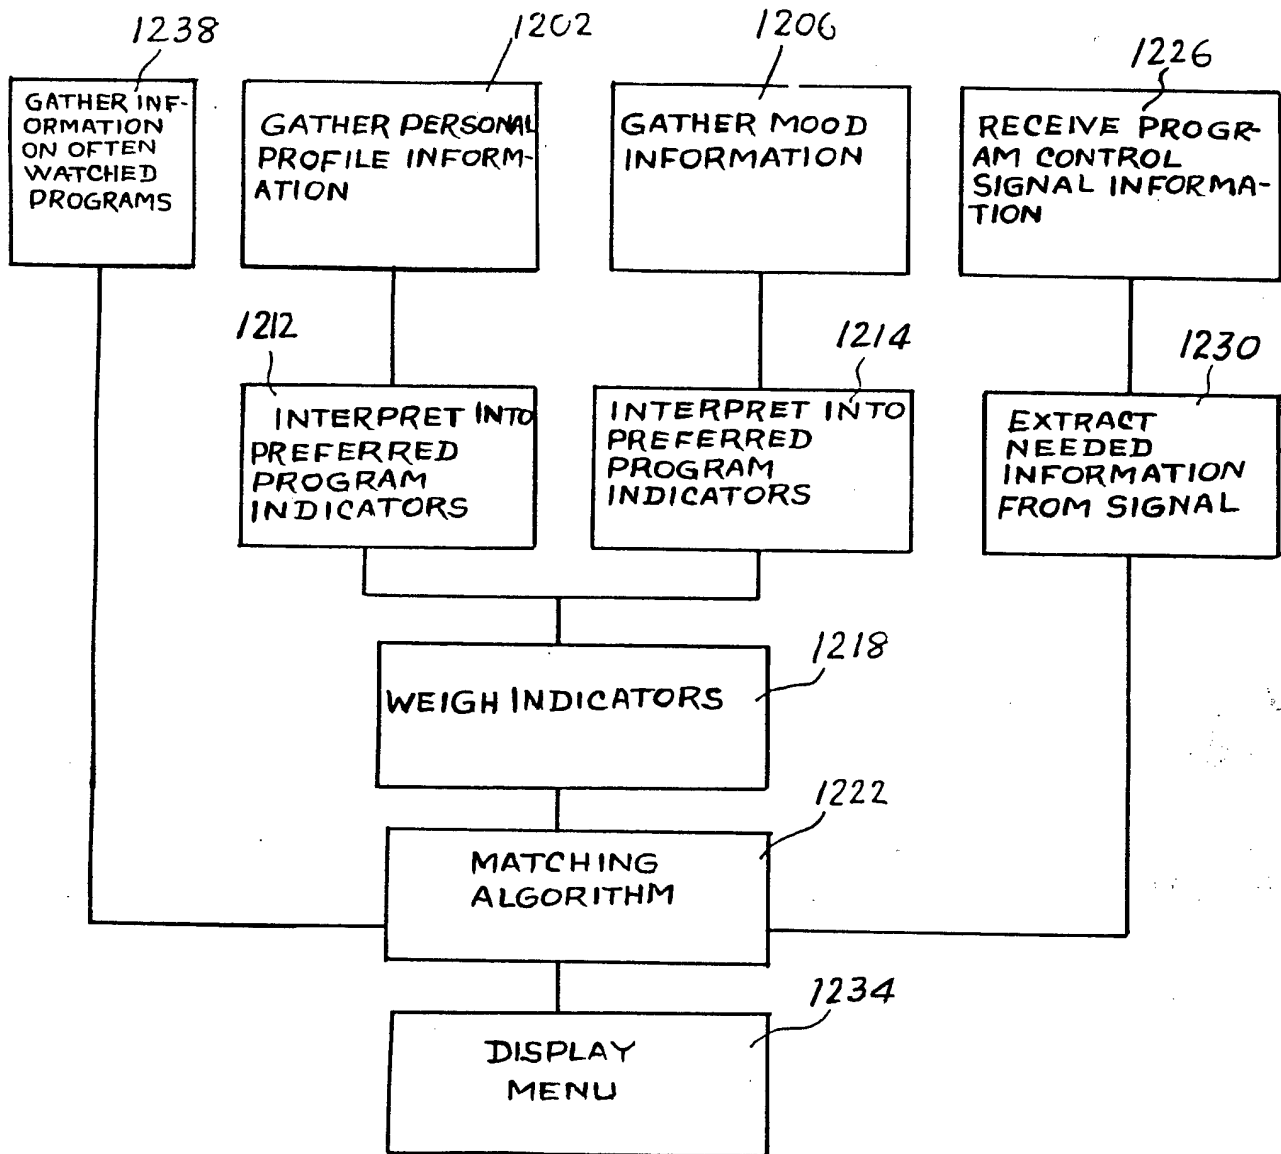 1238
GATHER INF-
ORMATION
ON OFTEN
WATCHED
PROGRAMS
1202
GATHER PERSONAL
PROFILE INFORM-
ATION
1206
GATHER MOOD
INFORMATION
1226
RECEIVE PROGR-
AM CONTROL
SIGNAL INFORMA-
TION
1212
INTERPRET INTO
PREFERRED
PROGRAM
INDICATORS
1214
INTERPRET INTO
PREFERRED
PROGRAM
INDICATORS
1230
EXTRACT
NEEDED
INFORMATION
FROM SIGNAL
1218
WEIGH INDICATORS
1222
MATCHING
ALGORITHM
1234
DISPLAY
MENU